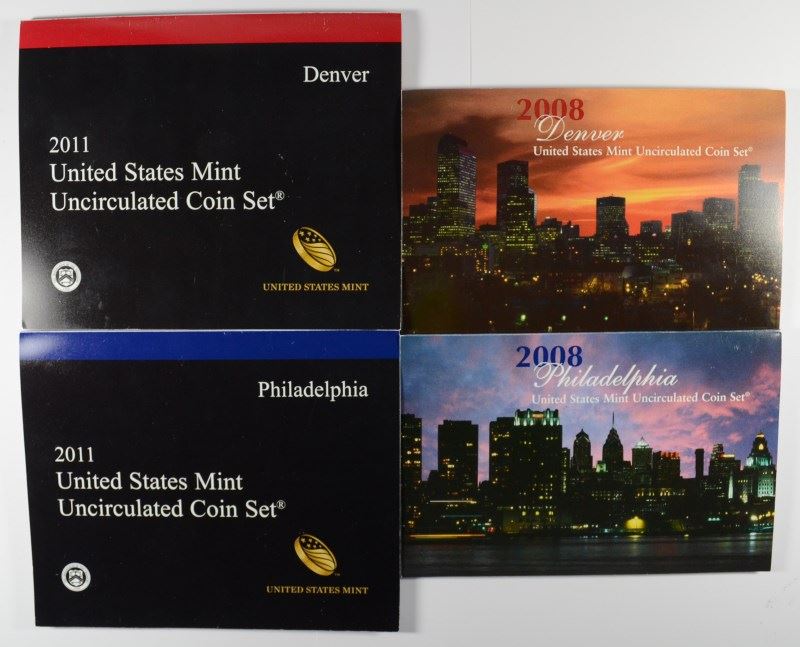 Denver
2011
United States Mint
Uncirculated Coin Set®
UNITED STATES MINT
2008
Denver
United States Mint Uncirculated Coin Set®
Philadelphia
2011
United States Mint
Uncirculated Coin Set®
UNITED STATES MINT
2008
Philadelphia
United States Mint Uncirculated Coin Set®